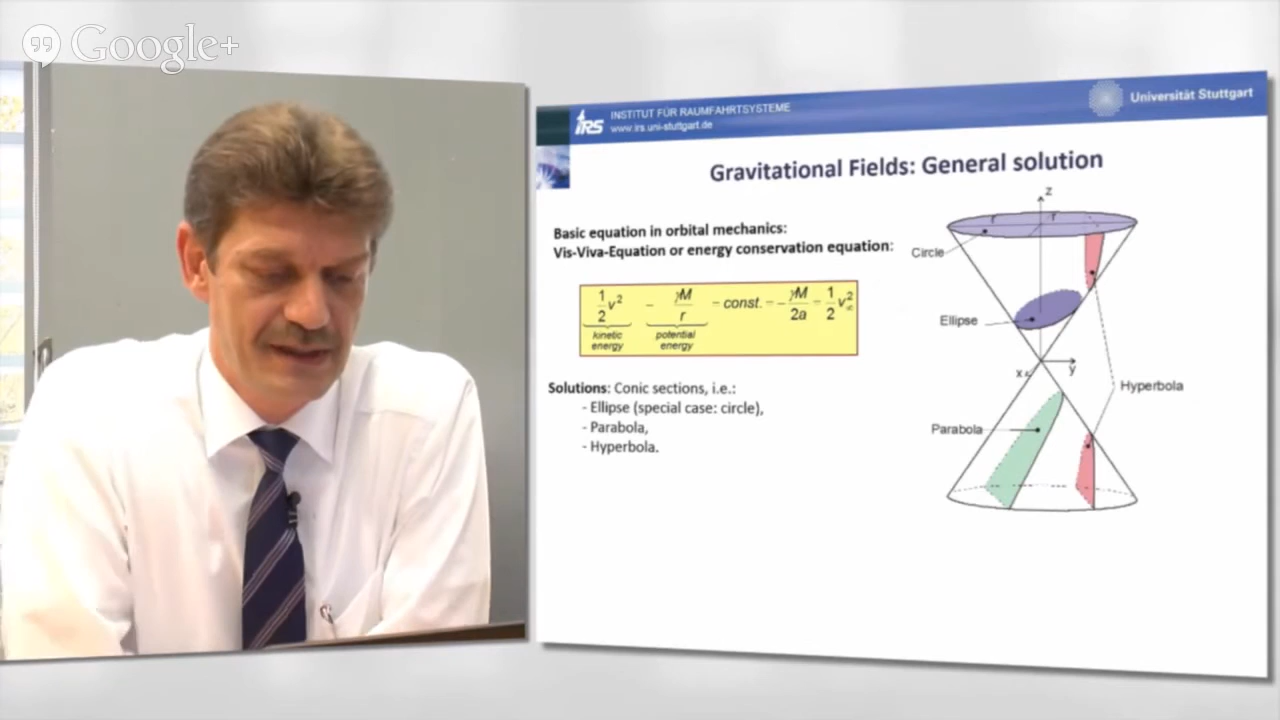 Google+
IRS
INSTITUT FÜR RAUMFAHRTSYSTEME
www.irs.uni-stuttgart.de
Universität Stuttgart
Gravitational Fields: General solution
Basic equation in orbital mechanics:
Vis-Viva-Equation or energy conservation equation:
1/2 v² - γM/r = const. = - γM/2a = 1/2 v²∞
kinetic energy
potential energy
Solutions: Conic sections, i.e.:
- Ellipse (special case: circle),
- Parabola,
- Hyperbola.
z
r r
Circle
Ellipse
x y
Hyperbola
Parabola